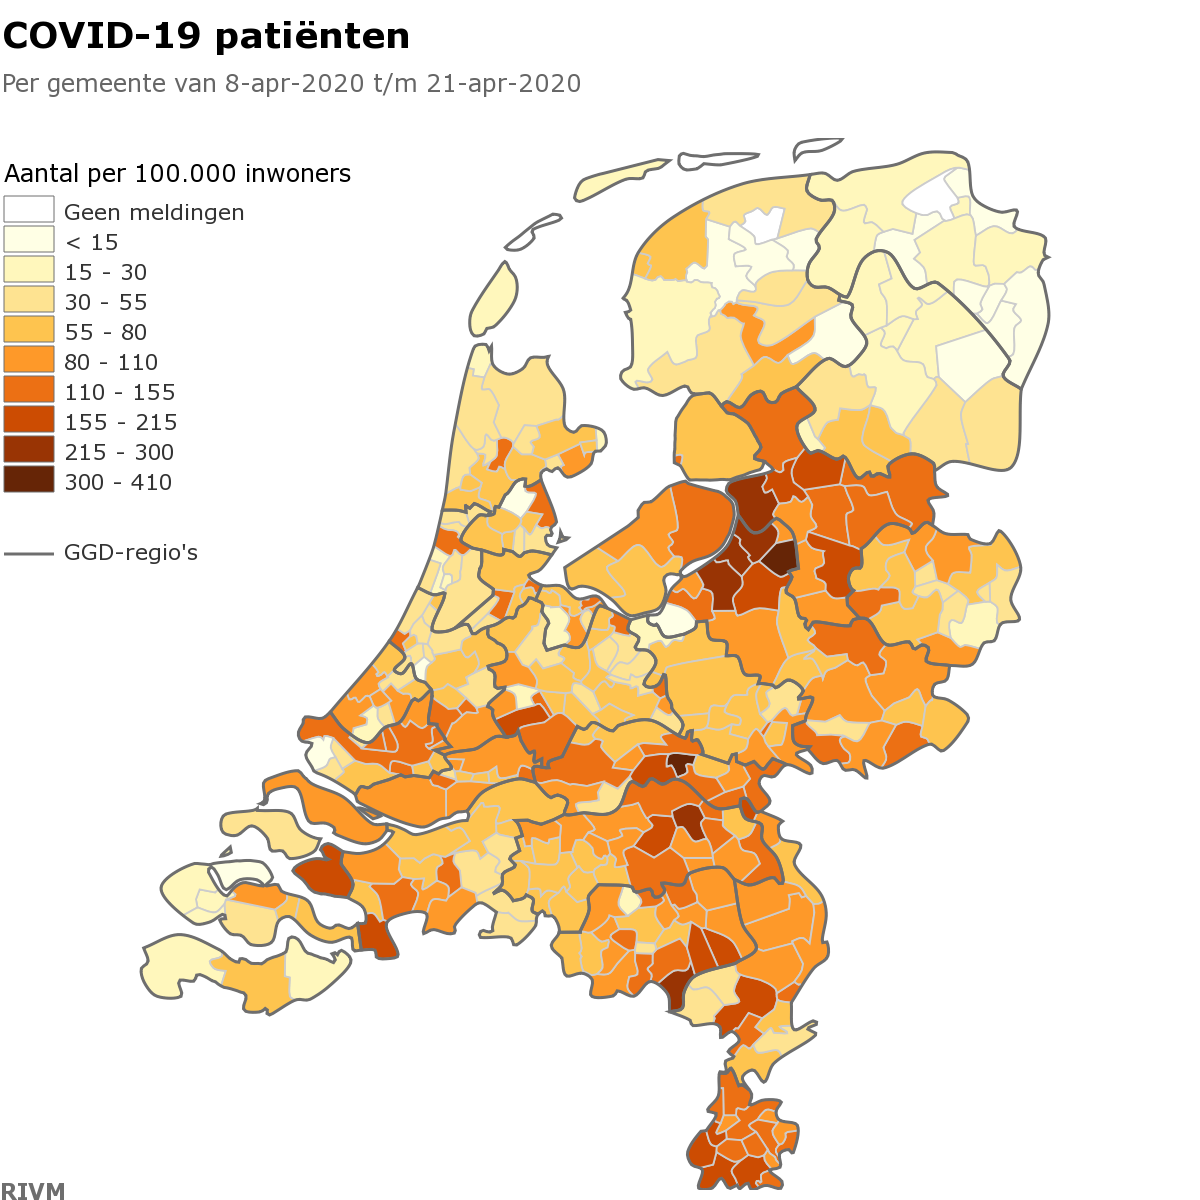 COVID-19 patiënten
Per gemeente van 8-apr-2020 t/m 21-apr-2020
Aantal per 100.000 inwoners
Geen meldingen
< 15
15 - 30
30 - 55
55 - 80
80 - 110
110 - 155
155 - 215
215 - 300
300 - 410
GGD-regio's
RIVM